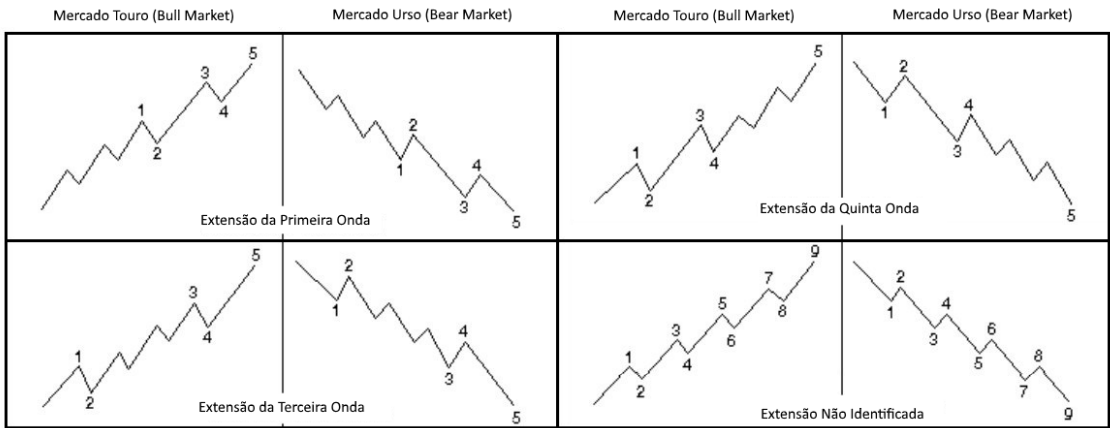 Mercado Touro (Bull Market) Mercado Urso (Bear Market) Mercado Touro (Bull Market) Mercado Urso (Bear Market)
1 2 3 4 5
1 2 3 4 5
Extensão da Primeira Onda
1 2 3 4 5
1 2 3 4 5
Extensão da Quinta Onda
1 2 3 4 5
1 2 3 4 5
Extensão da Terceira Onda
1 2 3 4 5 6 7 8 9
1 2 3 4 5 6 7 8 9
Extensão Não Identificada